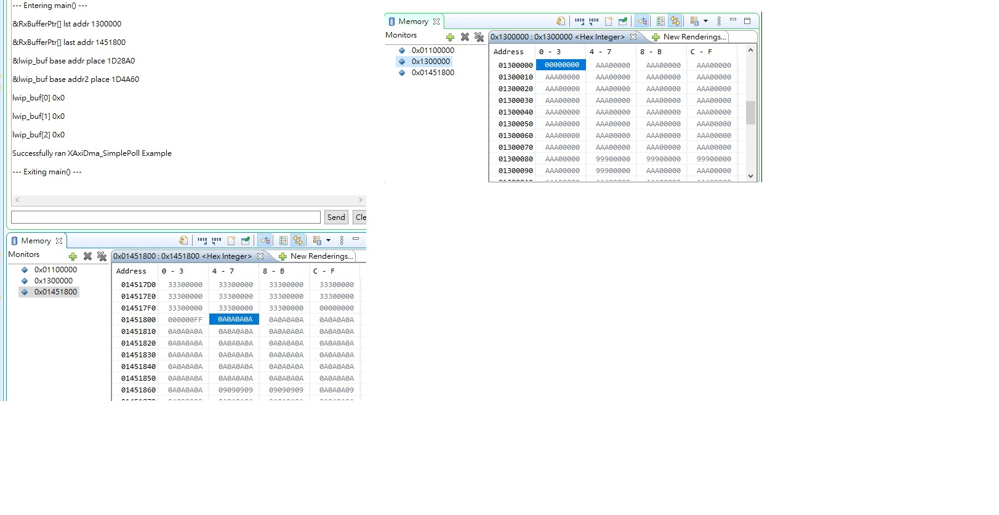 --- Entering main() ---
&RxBufferPtr[] lst addr 1300000
&RxBufferPtr[] last addr 1451800
&lwip_buf base addr place 1D28A0
&lwip_buf base addr2 place 1D4A60
lwip_buf[0] 0x0
lwip_buf[1] 0x0
lwip_buf[2] 0x0
Successfully ran XAxiDma_SimplePoll Example
--- Exiting main() ---
Send
Cle
Memory
Monitors
0x01100000
0x1300000
0x01451800
0x01451800 : 0x1451800 <Hex Integer>
New Renderings...
Address 0 - 3 4 - 7 8 - B C - F
014517D0 33300000 33300000 33300000 33300000
014517E0 33300000 33300000 33300000 33300000
014517F0 33300000 33300000 33300000 00000000
01451800 000000FF 0A0A0A0A 0A0A0A0A 0A0A0A0A
01451810 0A0A0A0A 0A0A0A0A 0A0A0A0A 0A0A0A0A
01451820 0A0A0A0A 0A0A0A0A 0A0A0A0A 0A0A0A0A
01451830 0A0A0A0A 0A0A0A0A 0A0A0A0A 0A0A0A0A
01451840 0A0A0A0A 0A0A0A0A 0A0A0A0A 0A0A0A0A
01451850 0A0A0A0A 0A0A0A0A 0A0A0A0A 0A0A0A0A
01451860 0A0A0A0A 09090909 09090909 0A0A0A09
Memory
Monitors
0x01100000
0x1300000
0x01451800
0x1300000 : 0x1300000 <Hex Integer>
New Renderings...
Address 0 - 3 4 - 7 8 - B C - F
01300000 00000000 AAA00000 AAA00000 AAA00000
01300010 AAA00000 AAA00000 AAA00000 AAA00000
01300020 AAA00000 AAA00000 AAA00000 AAA00000
01300030 AAA00000 AAA00000 AAA00000 AAA00000
01300040 AAA00000 AAA00000 AAA00000 AAA00000
01300050 AAA00000 AAA00000 AAA00000 AAA00000
01300060 AAA00000 AAA00000 AAA00000 AAA00000
01300070 AAA00000 AAA00000 AAA00000 AAA00000
01300080 AAA00000 99900000 99900000 99900000
01300090 AAA00000 99900000 AAA00000 AAA00000